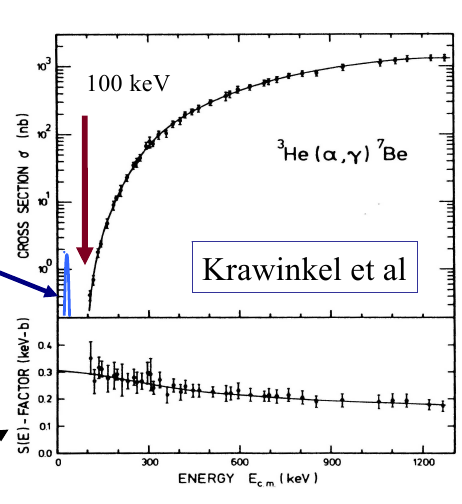 10³
100 keV
10²
³He (α,γ) ⁷Be
CROSS SECTION σ (nb)
10¹
10⁰
Krawinkel et al
0.4
0.3
0.2
0.1
0.0
S(E)-FACTOR (keV-b)
0 300 600 900 1200
ENERGY E c.m. (keV)